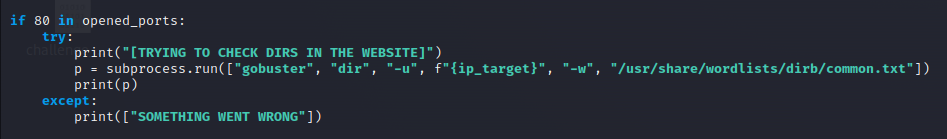 if 80 in opened_ports:
    try:
        print("[TRYING TO CHECK DIRS IN THE WEBSITE]")
        p = subprocess.run(["gobuster", "dir", "-u", f"{ip_target}", "-w", "/usr/share/wordlists/dirb/common.txt"])
        print(p)
    except:
        print(["SOMETHING WENT WRONG"])